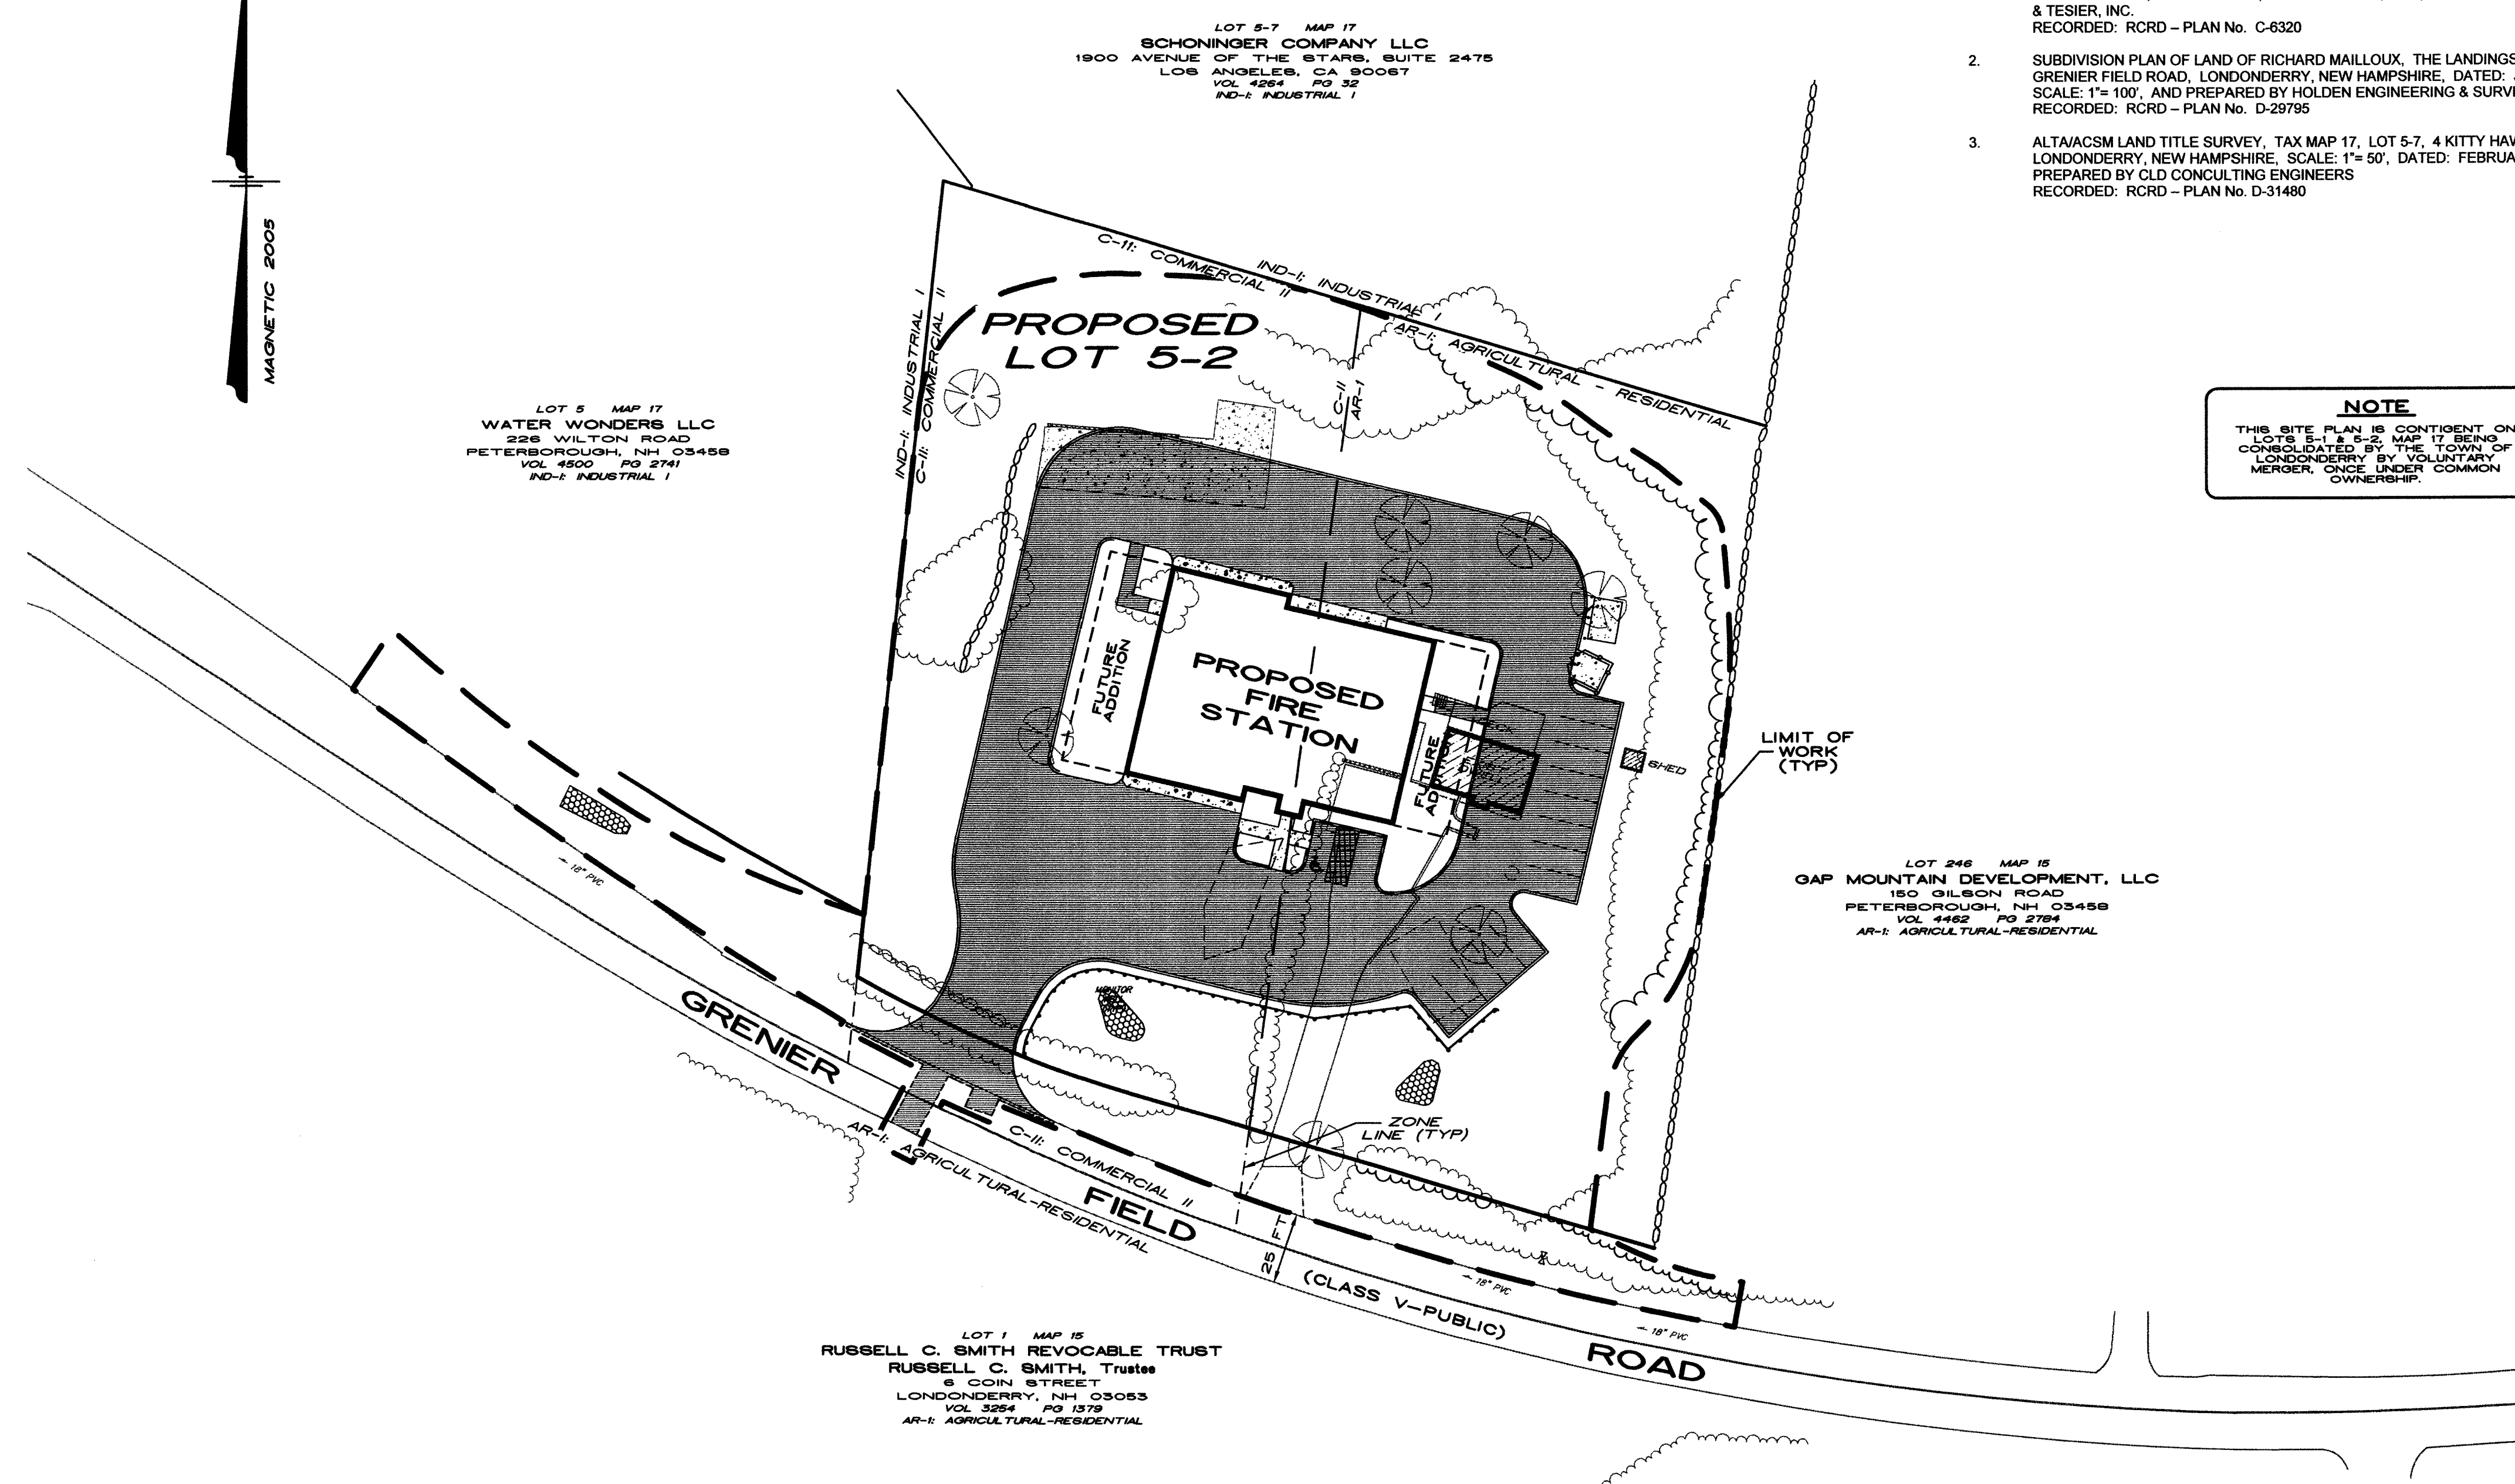 & TESIER, INC.
RECORDED: RCRD – PLAN No. C-6320
2. SUBDIVISION PLAN OF LAND OF RICHARD MAILLOUX, THE LANDINGS
GRENIER FIELD ROAD, LONDONDERRY, NEW HAMPSHIRE, DATED:
SCALE: 1"= 100', AND PREPARED BY HOLDEN ENGINEERING &
RECORDED: RCRD – PLAN No. D-29795
3. ALTA/ACSM LAND TITLE SURVEY, TAX MAP 17, LOT 5-7, 4 KITTY
LONDONDERRY, NEW HAMPSHIRE, SCALE: 1"= 50', DATED:
PREPARED BY CLD CONCULTING ENGINEERS
RECORDED: RCRD – PLAN No. D-31480
LOT 5-7 MAP 17
SCHONINGER COMPANY LLC
1900 AVENUE OF THE STARS, SUITE 2475
LOS ANGELES, CA 90067
VOL 4264 PG 32
IND-I: INDUSTRIAL I
MAGNETIC 2005
C-II: COMMERCIAL II
IND-I: INDUSTRIAL I
AR-I: AGRICULTURAL - RESIDENTIAL
IND-I: INDUSTRIAL I
C-II: COMMERCIAL II
PROPOSED
LOT 5-2
C-II
AR-I
LOT 5 MAP 17
WATER WONDERS LLC
226 WILTON ROAD
PETERBOROUGH, NH 03458
VOL 4500 PG 2741
IND-I: INDUSTRIAL I
NOTE
THIS SITE PLAN IS CONTIGENT ON
LOTS 5-1 & 5-2, MAP 17 BEING
CONSOLIDATED BY THE TOWN OF
LONDONDERRY BY VOLUNTARY
MERGER, ONCE UNDER COMMON
OWNERSHIP.
FUTURE
ADDITION
PROPOSED
FIRE
STATION
FUTURE
ADDITION
SHED
LIMIT OF
WORK
(TYP)
LOT 246 MAP 15
GAP MOUNTAIN DEVELOPMENT, LLC
150 GILSON ROAD
PETERBOROUGH, NH 03458
VOL 4462 PG 2784
AR-1: AGRICULTURAL-RESIDENTIAL
18" PVC
MONITOR
GRENIER
FIELD
ROAD
(CLASS V-PUBLIC)
ZONE
LINE (TYP)
AR-I: AGRICULTURAL-RESIDENTIAL
C-II: COMMERCIAL II
25 FT
18" PVC
18" PVC
LOT 1 MAP 15
RUSSELL C. SMITH REVOCABLE TRUST
RUSSELL C. SMITH, Trustee
6 COIN STREET
LONDONDERRY, NH 03053
VOL 3254 PG 1379
AR-1: AGRICULTURAL-RESIDENTIAL